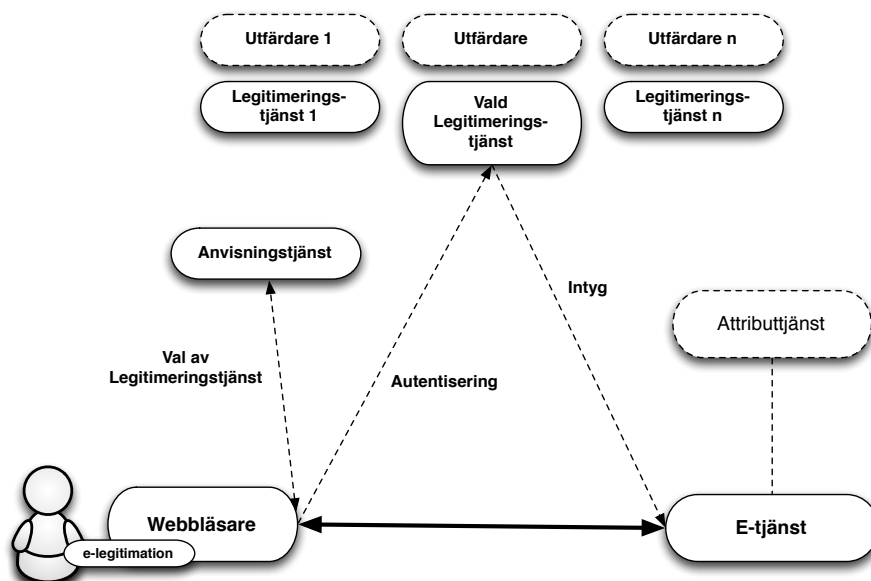 Utfärdare 1
Utfärdare
Utfärdare n
Legitimerings-
tjänst 1
Vald
Legitimerings-
tjänst
Legitimerings-
tjänst n
Anvisningstjänst
Intyg
Attributtjänst
Val av
Legitimeringstjänst
Autentisering
Webbläsare
E-tjänst
e-legitimation